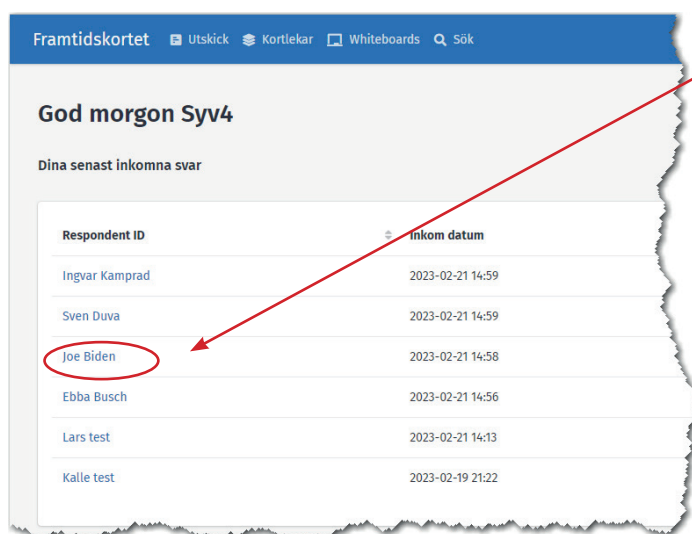 Framtidskortet Utskick Kortlekar Whiteboards Sök
God morgon Syv4
Dina senast inkomna svar
Respondent ID Inkom datum
Ingvar Kamprad 2023-02-21 14:59
Sven Duva 2023-02-21 14:59
Joe Biden 2023-02-21 14:58
Ebba Busch 2023-02-21 14:56
Lars test 2023-02-21 14:13
Kalle test 2023-02-19 21:22